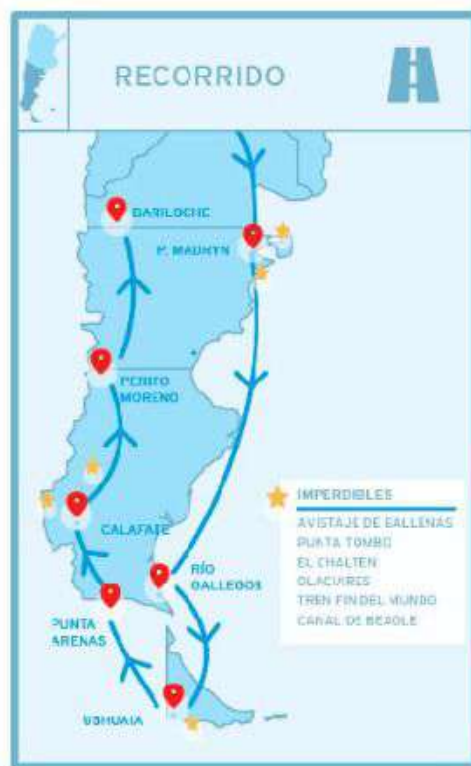 RECORRIDO
BARILOCHE
P. MADRYN
PERITO
MORENO
CALAFATE
RÍO
GALLEGOS
PUNTA
ARENAS
USHUAIA
IMPERDIBLES
AVISTAJE DE BALLENAS
PUNTA TOMBO
EL CHALTEN
GLACIARES
TREN FIN DEL MUNDO
CANAL DE BEAGLE